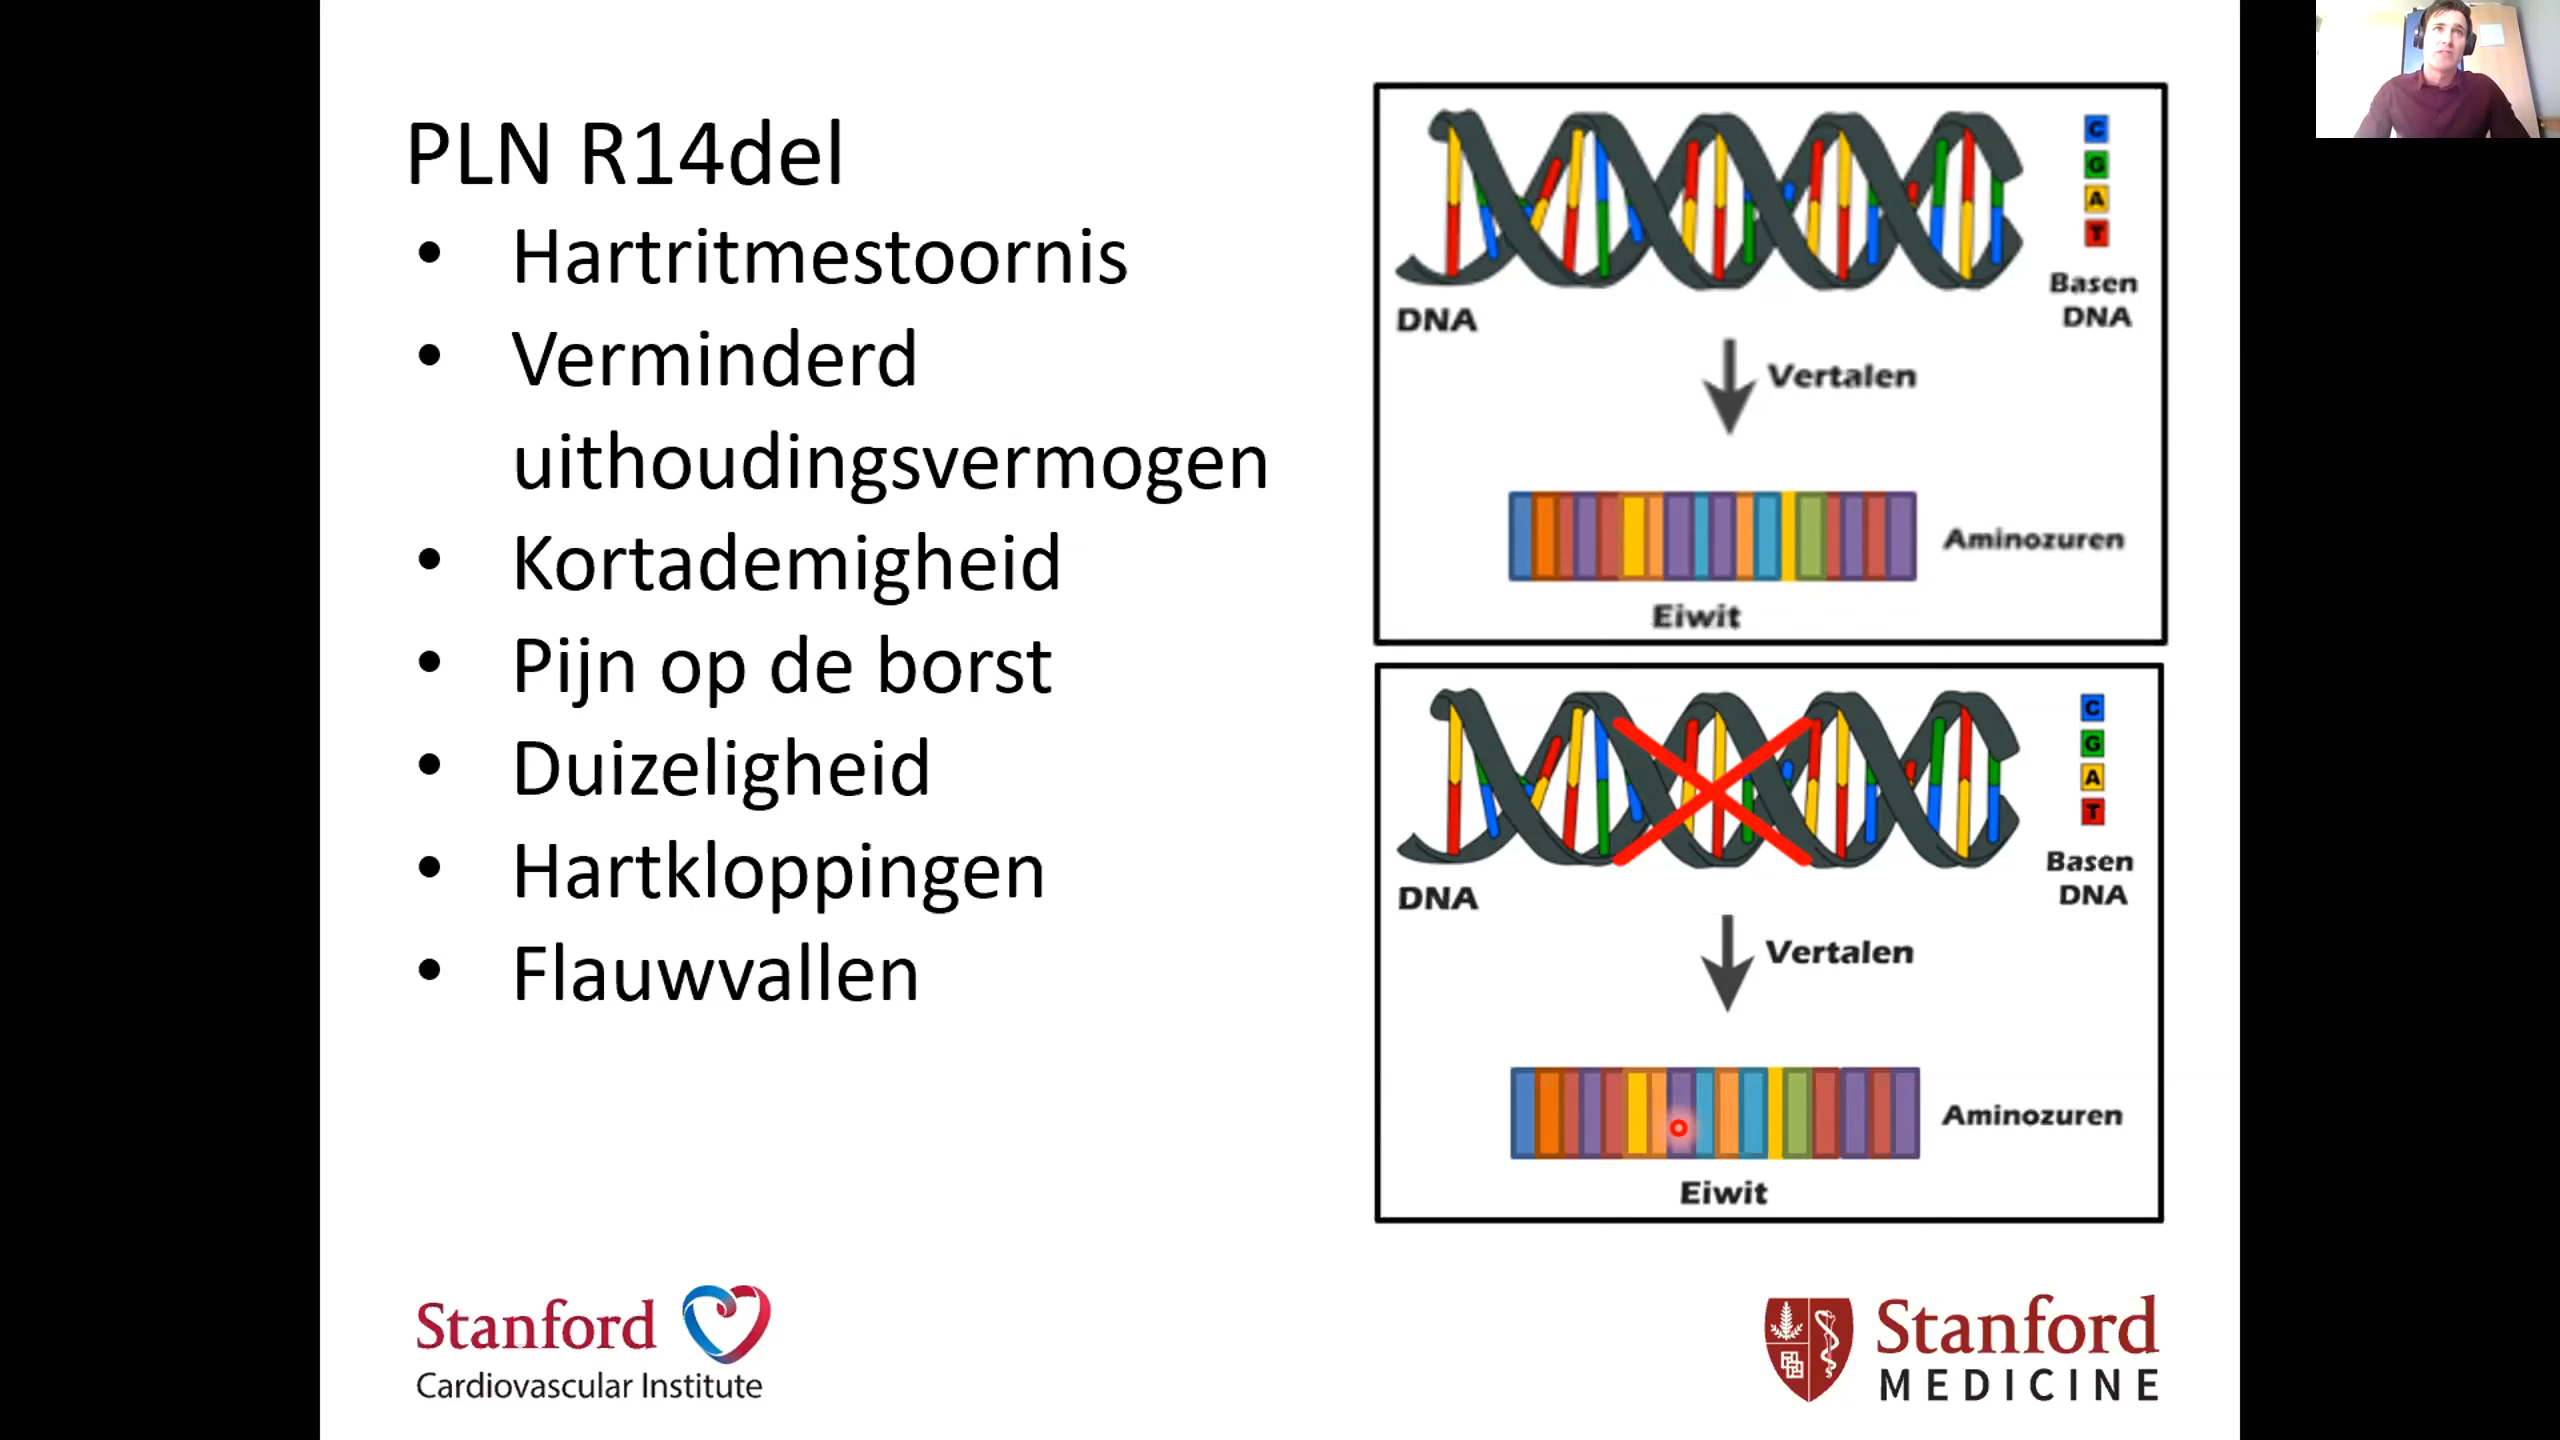 PLN R14del
• Hartritmestoornis
• Verminderd
uithoudingsvermogen
• Kortademigheid
• Pijn op de borst
• Duizeligheid
• Hartkloppingen
• Flauwvallen
C
G
A
T
Basen
DNA
DNA
Vertalen
Aminozuren
Eiwit
C
G
A
T
Basen
DNA
DNA
Vertalen
Aminozuren
Eiwit
Stanford
Cardiovascular Institute
Stanford
MEDICINE